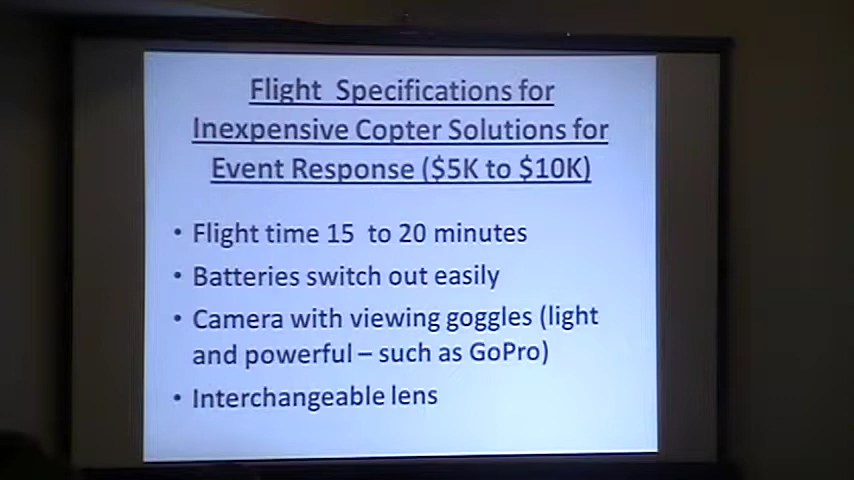 Flight  Specifications for
Inexpensive Copter Solutions for
Event Response ($5K to $10K)
• Flight time 15  to 20 minutes
• Batteries switch out easily
• Camera with viewing goggles (light
and powerful – such as GoPro)
• Interchangeable lens